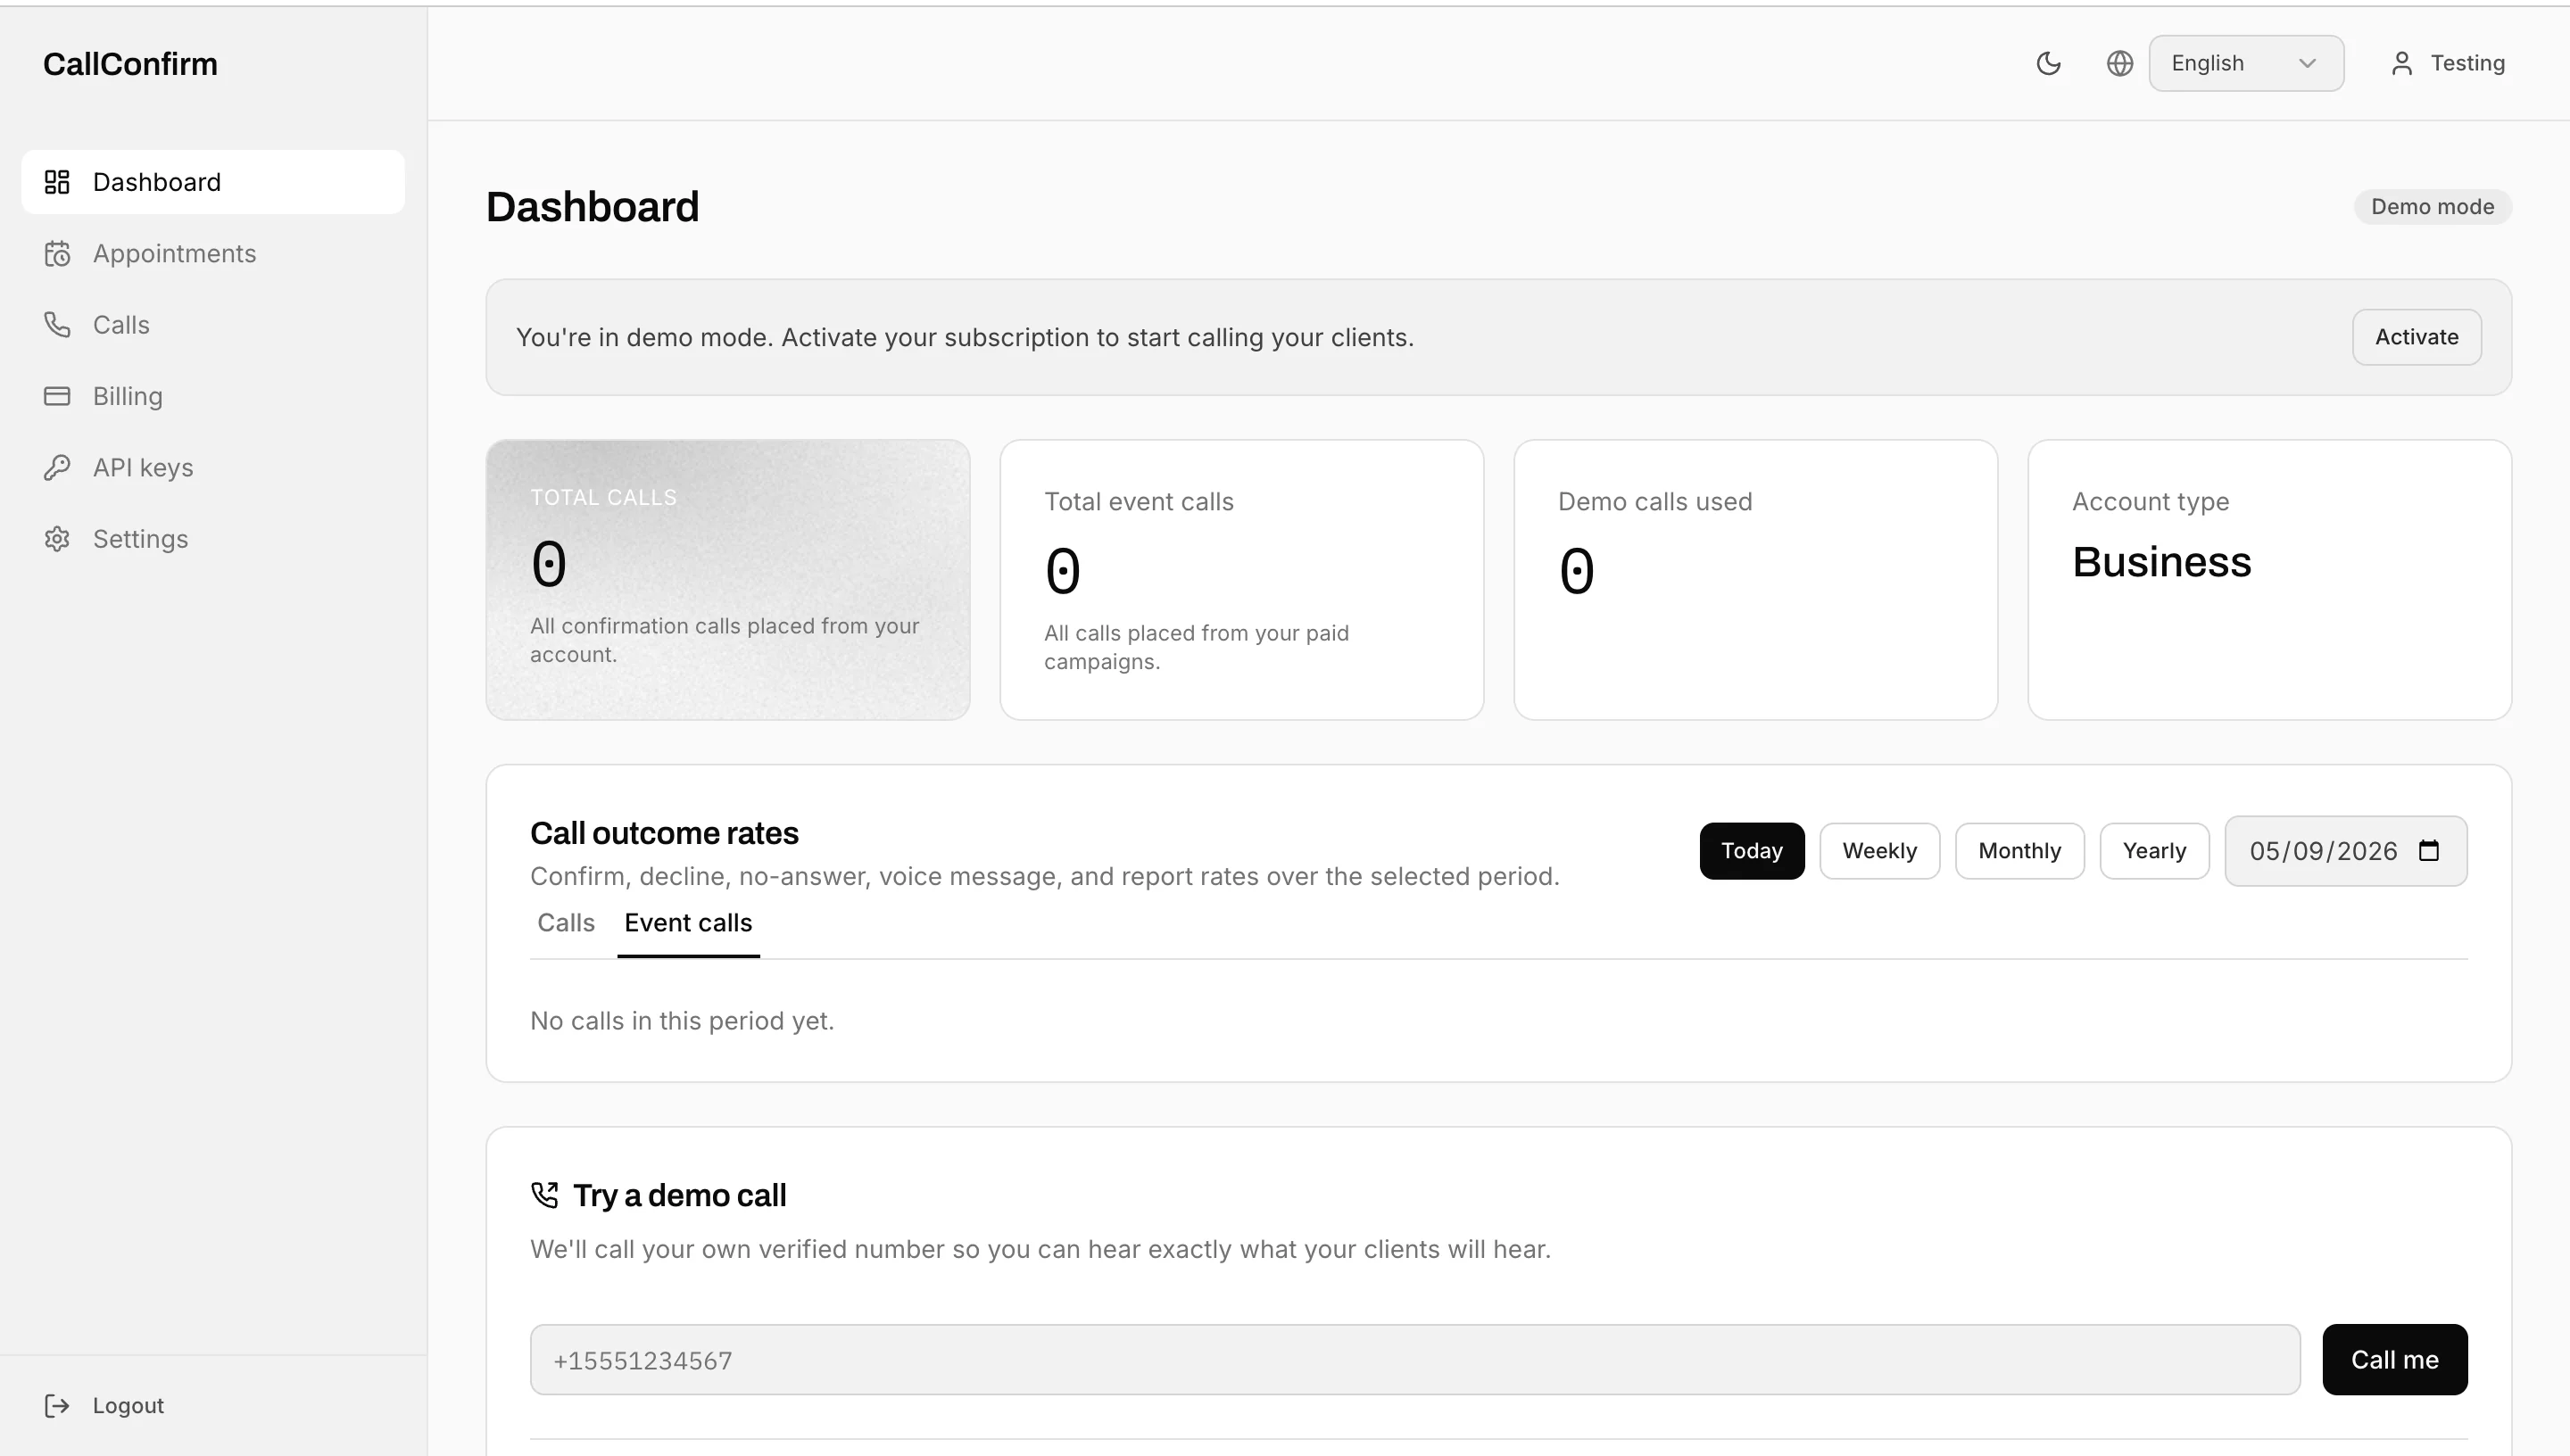 CallConfirm
English
Testing
Dashboard
Appointments
Calls
Billing
API keys
Settings
Logout
Dashboard
Demo mode
You're in demo mode. Activate your subscription to start calling your clients.
Activate
TOTAL CALLS
0
All confirmation calls placed from your
account.
Total event calls
0
All calls placed from your paid
campaigns.
Demo calls used
0
Account type
Business
Call outcome rates
Confirm, decline, no-answer, voice message, and report rates over the selected period.
Today
Weekly
Monthly
Yearly
05/09/2026
Calls
Event calls
No calls in this period yet.
Try a demo call
We'll call your own verified number so you can hear exactly what your clients will hear.
+15551234567
Call me